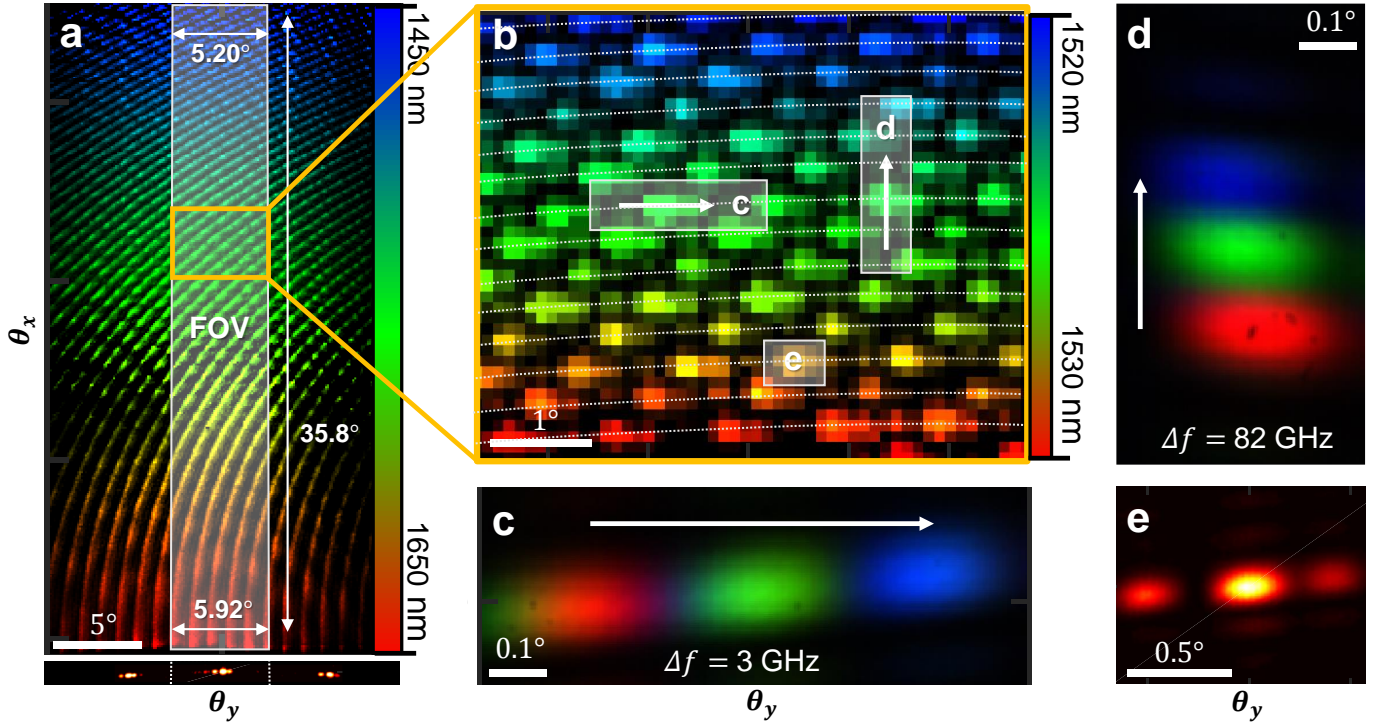 a
5.20°
FOV
35.8°
5.92°
5°
θx
θy
1450 nm
1650 nm
b
d
c
e
1°
1520 nm
1530 nm
c
0.1°
Δf = 3 GHz
θy
d
0.1°
Δf = 82 GHz
e
0.5°
θy